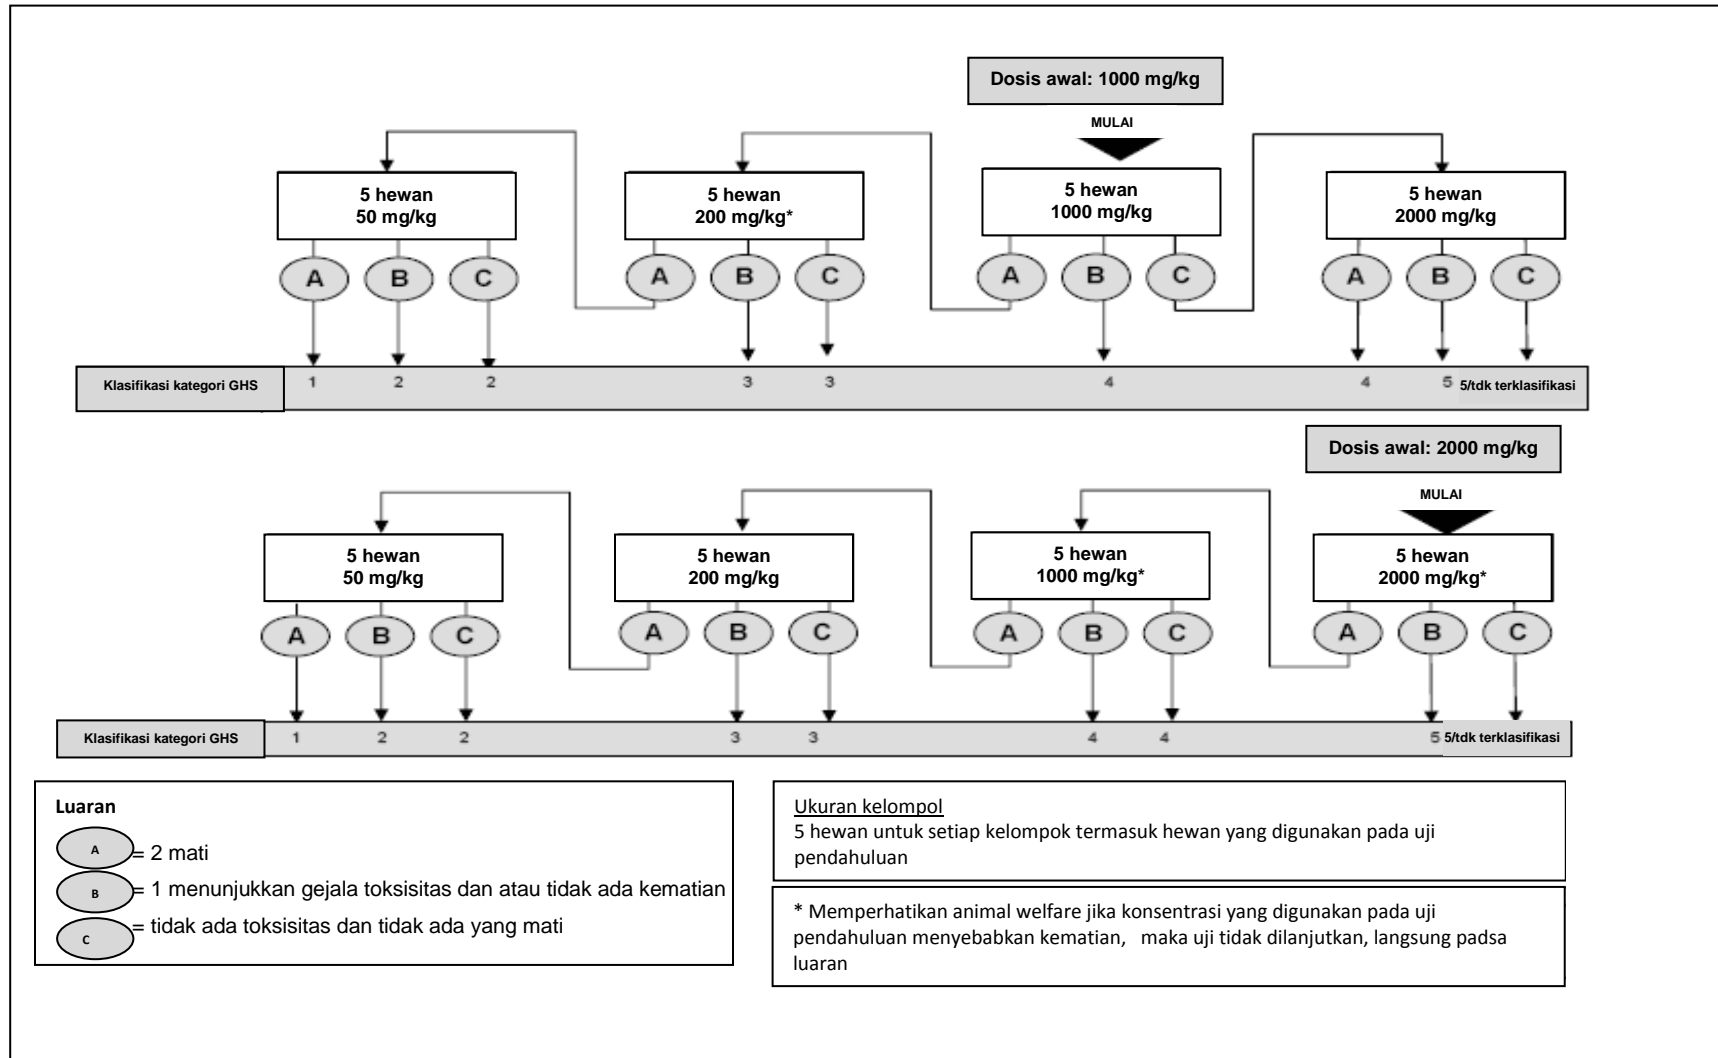 Dosis awal: 1000 mg/kg
MULAI
5 hewan
50 mg/kg
5 hewan
200 mg/kg*
5 hewan
1000 mg/kg
5 hewan
2000 mg/kg
A B C A B C A B C A B C
Klasifikasi kategori GHS 1 2 2 3 3 4 4 5 5/tdk terklasifikasi
Dosis awal: 2000 mg/kg
MULAI
5 hewan
50 mg/kg
5 hewan
200 mg/kg
5 hewan
1000 mg/kg*
5 hewan
2000 mg/kg*
A B C A B C A B C A B C
Klasifikasi kategori GHS 1 2 2 3 3 4 4 5 5/tdk terklasifikasi
Luaran
A = 2 mati
B = 1 menunjukkan gejala toksisitas dan atau tidak ada kematian
C = tidak ada toksisitas dan tidak ada yang mati
Ukuran kelompol
5 hewan untuk setiap kelompok termasuk hewan yang digunakan pada uji
pendahuluan
* Memperhatikan animal welfare jika konsentrasi yang digunakan pada uji
pendahuluan menyebabkan kematian, maka uji tidak dilanjutkan, langsung padsa
luaran